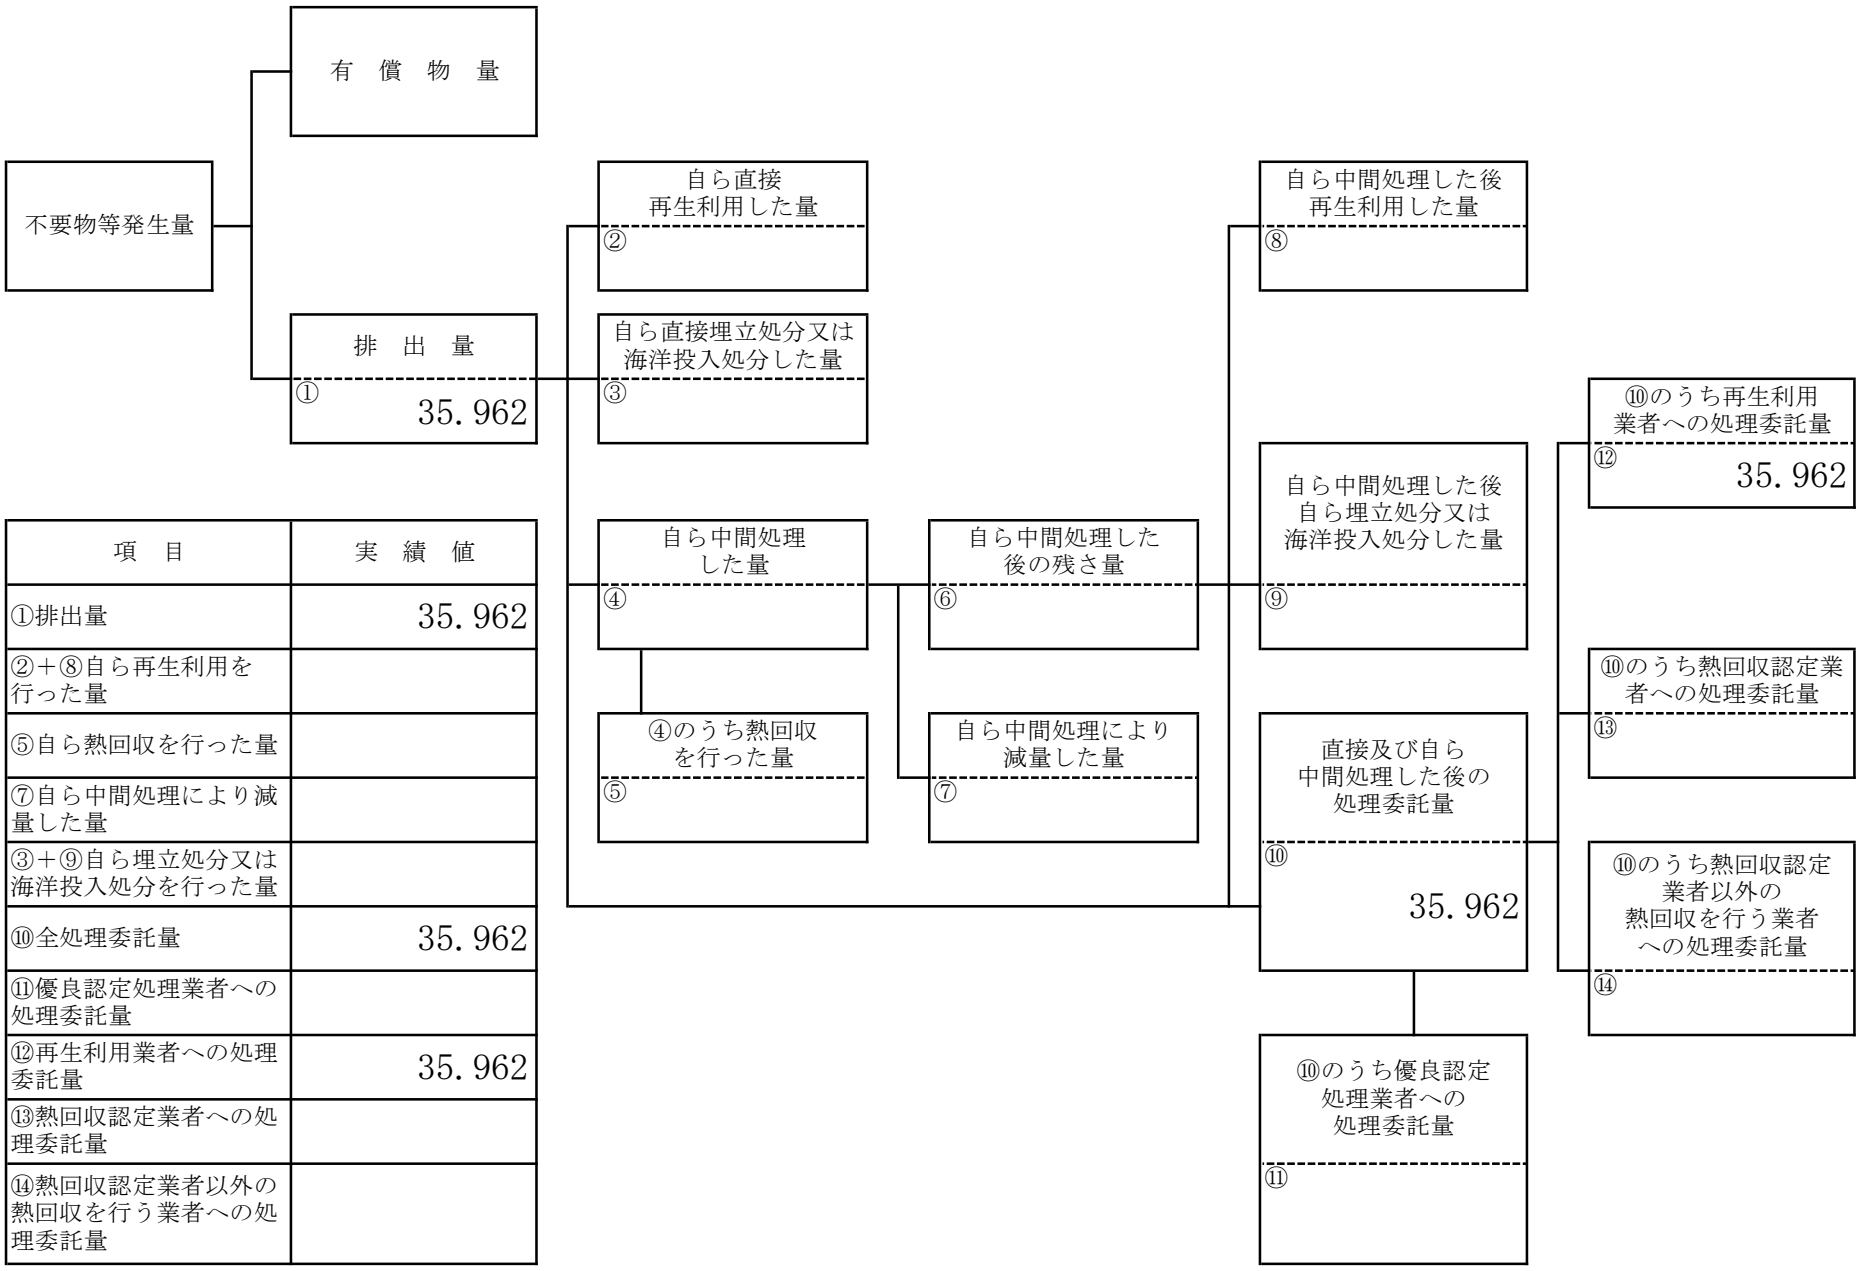 有 償 物 量
不要物等発生量
排 出 量
①
35.962
自ら直接
再生利用した量
②
自ら直接埋立処分又は
海洋投入処分した量
③
自ら中間処理
した量
④
④のうち熱回収
を行った量
⑤
自ら中間処理した
後の残さ量
⑥
自ら中間処理により
減量した量
⑦
自ら中間処理した後
再生利用した量
⑧
自ら中間処理した後
自ら埋立処分又は
海洋投入処分した量
⑨
直接及び自ら
中間処理した後の
処理委託量
⑩
35.962
⑩のうち優良認定
処理業者への
処理委託量
⑪
⑩のうち再生利用
業者への処理委託量
⑫
35.962
⑩のうち熱回収認定業
者への処理委託量
⑬
⑩のうち熱回収認定
業者以外の
熱回収を行う業者
への処理委託量
⑭
項 目 実 績 値
①排出量 35.962
②+⑧自ら再生利用を
行った量
⑤自ら熱回収を行った量
⑦自ら中間処理により減
量した量
③+⑨自ら埋立処分又は
海洋投入処分を行った量
⑩全処理委託量 35.962
⑪優良認定処理業者への
処理委託量
⑫再生利用業者への処理
委託量 35.962
⑬熱回収認定業者への処
理委託量
⑭熱回収認定業者以外の
熱回収を行う業者への処
理委託量